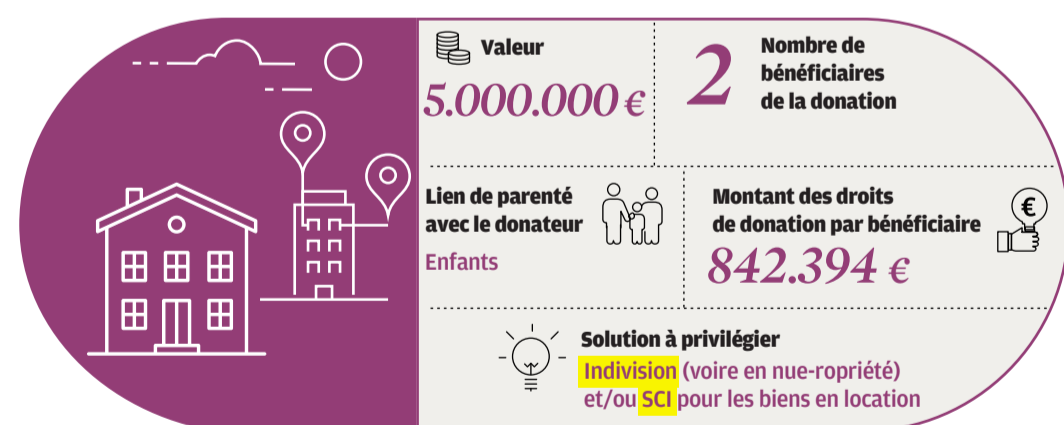 Valeur
5.000.000 €
2
Nombre de
bénéficiaires
de la donation
Lien de parenté
avec le donateur
Enfants
Montant des droits
de donation par bénéficiaire
842.394 €
€
Solution à privilégier
Indivision (voire en nue-ropriété)
et/ou SCI pour les biens en location